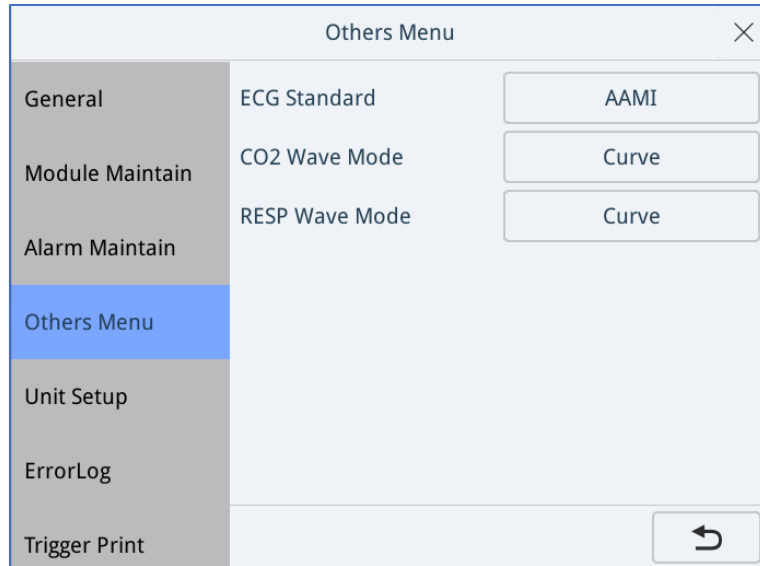 Others Menu
General
Module Maintain
Alarm Maintain
Others Menu
Unit Setup
ErrorLog
Trigger Print
ECG Standard AAMI
CO2 Wave Mode Curve
RESP Wave Mode Curve